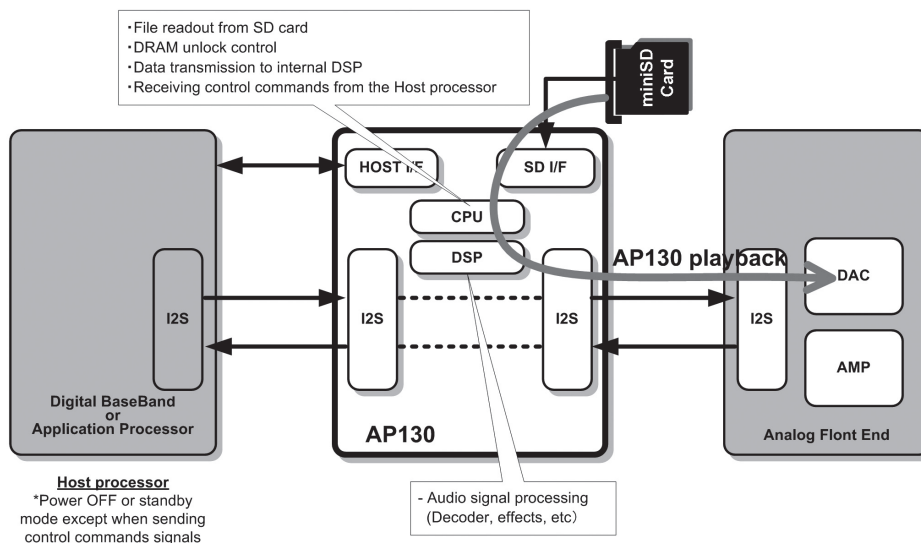 ・File readout from SD card
・DRAM unlock control
・Data transmission to internal DSP
・Receiving control commands from the Host processor
miniSD
Card
HOST I/F
SD I/F
CPU
DSP
AP130 playback
DAC
I2S
I2S
I2S
I2S
AMP
Digital BaseBand
or
Application Processor
AP130
Analog Flont End
Host processor
*Power OFF or standby
mode except when sending
control commands signals
- Audio signal processing
(Decoder, effects, etc)